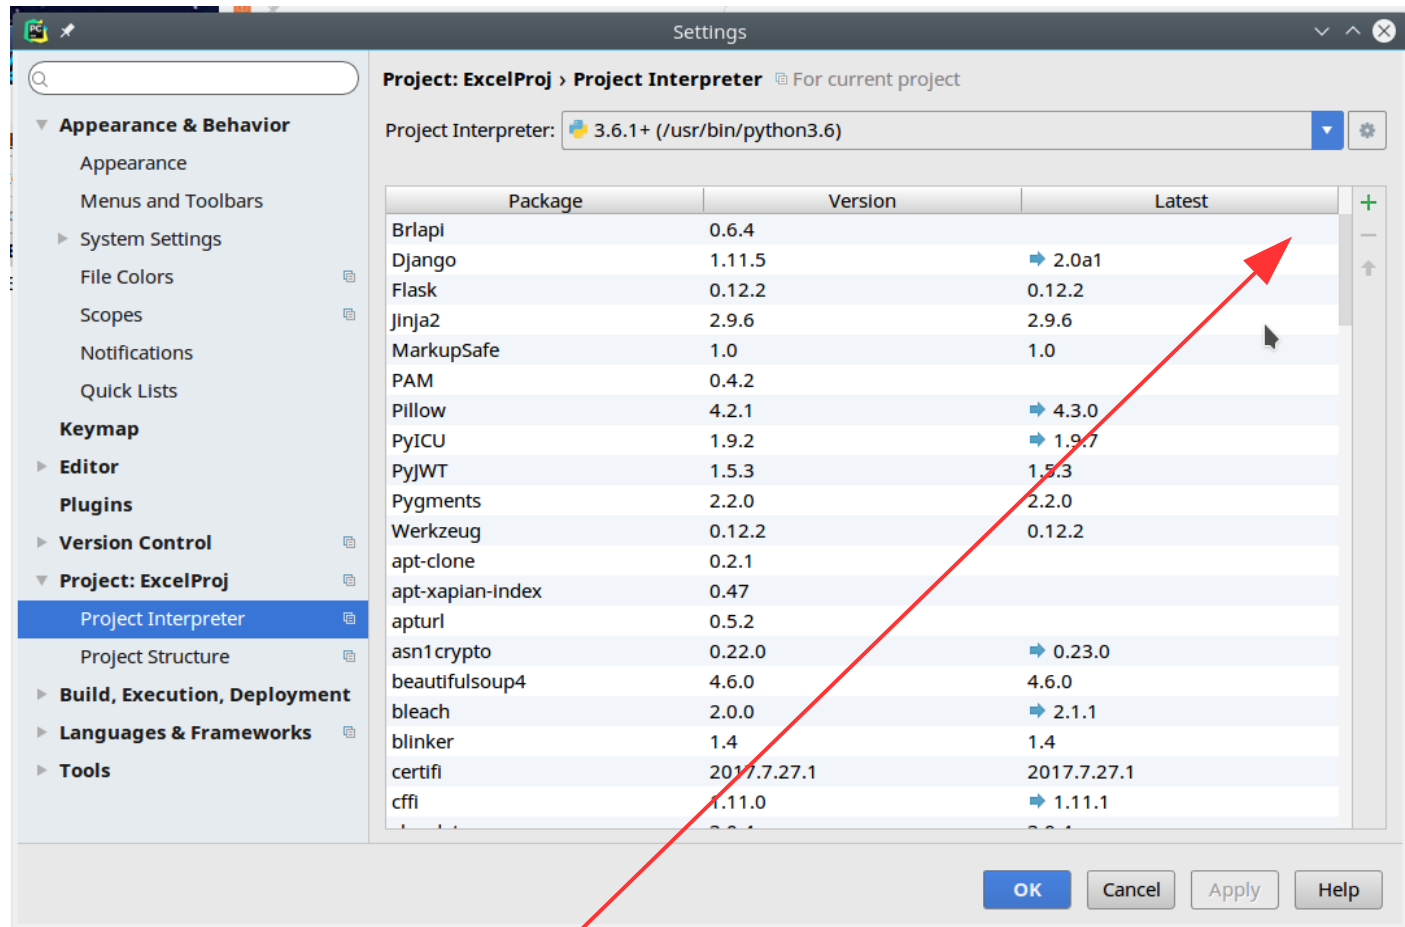 PC
Settings
Project: ExcelProj › Project Interpreter For current project
Project Interpreter: 3.6.1+ (/usr/bin/python3.6)
Appearance & Behavior
Appearance
Menus and Toolbars
System Settings
File Colors
Scopes
Notifications
Quick Lists
Keymap
Editor
Plugins
Version Control
Project: ExcelProj
Project Interpreter
Project Structure
Build, Execution, Deployment
Languages & Frameworks
Tools
Package Version Latest
Brlapi 0.6.4
Django 1.11.5 2.0a1
Flask 0.12.2 0.12.2
Jinja2 2.9.6 2.9.6
MarkupSafe 1.0 1.0
PAM 0.4.2
Pillow 4.2.1 4.3.0
PyICU 1.9.2 1.9.7
PyJWT 1.5.3 1.5.3
Pygments 2.2.0 2.2.0
Werkzeug 0.12.2 0.12.2
apt-clone 0.2.1
apt-xapian-index 0.47
apturl 0.5.2
asn1crypto 0.22.0 0.23.0
beautifulsoup4 4.6.0 4.6.0
bleach 2.0.0 2.1.1
blinker 1.4 1.4
certifi 2017.7.27.1 2017.7.27.1
cffi 1.11.0 1.11.1
OK Cancel Apply Help